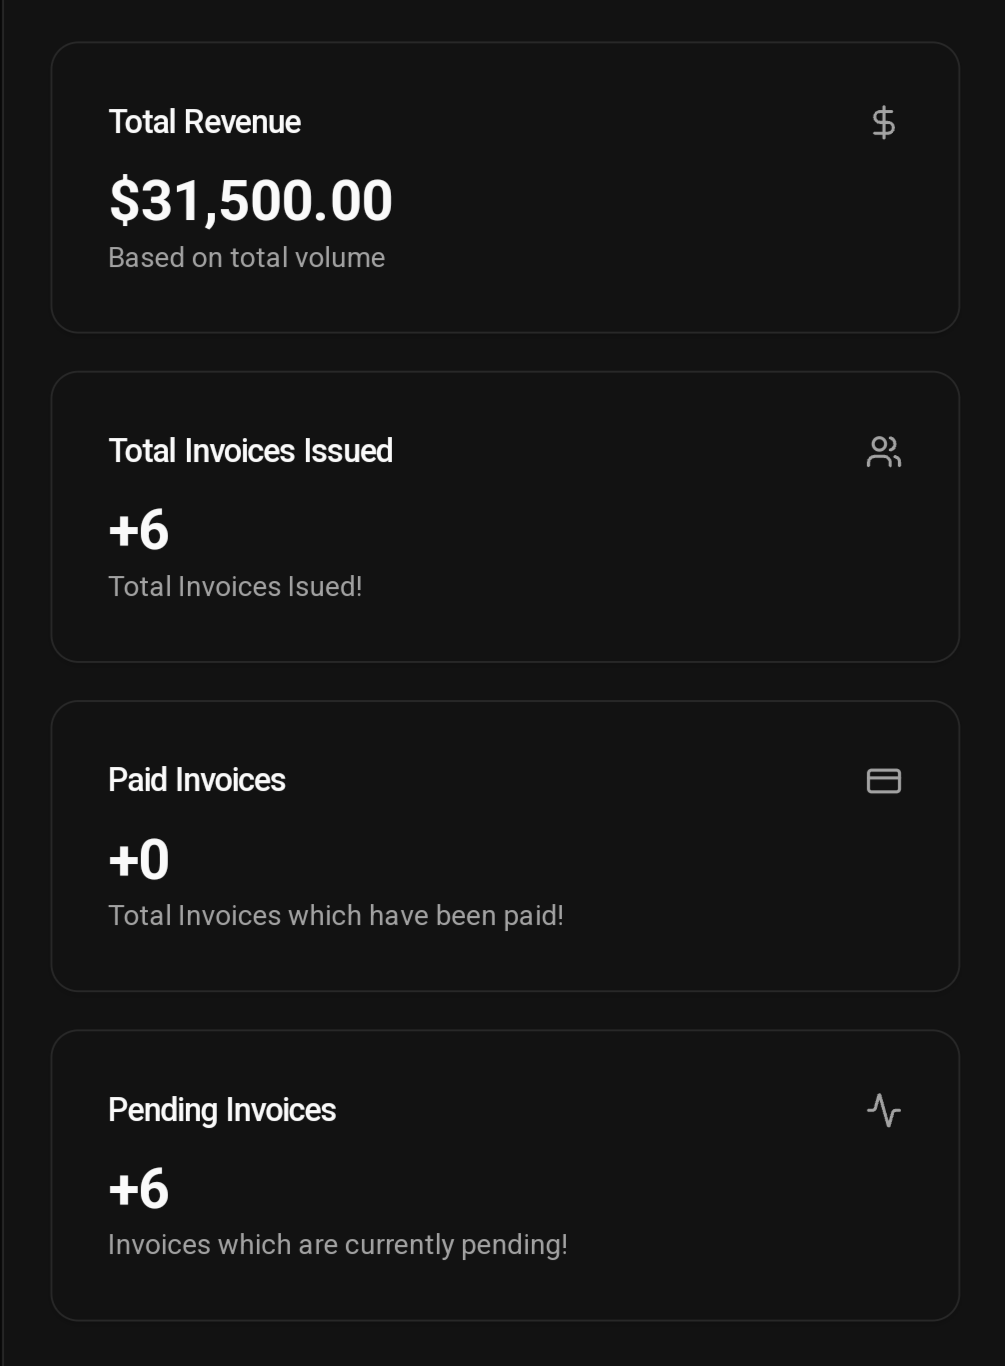 Total Revenue
$31,500.00
Based on total volume
Total Invoices Issued
+6
Total Invoices Isued!
Paid Invoices
+0
Total Invoices which have been paid!
Pending Invoices
+6
Invoices which are currently pending!